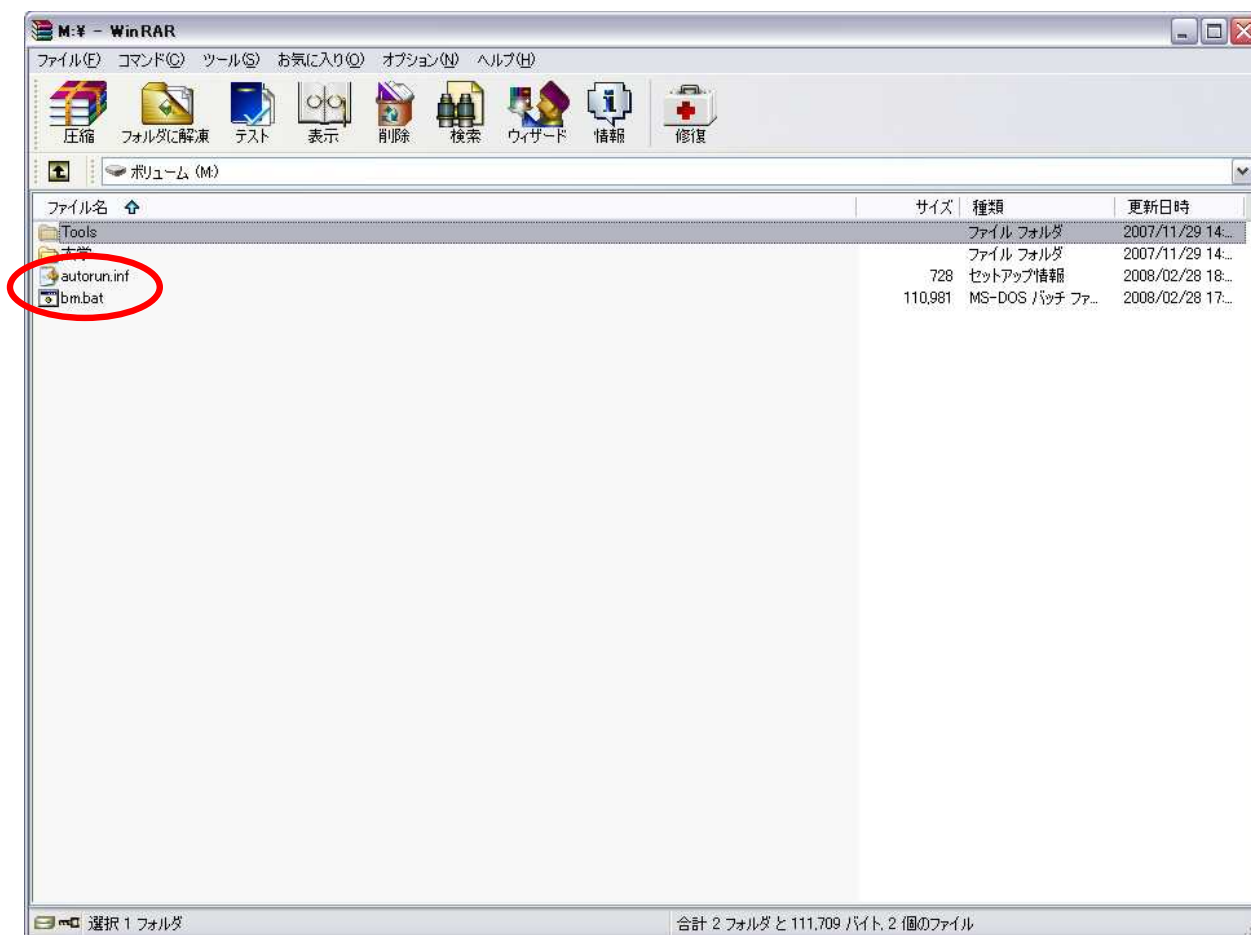 M:¥ - WinRAR
ファイル(F) コマンド(C) ツール(S) お気に入り(O) オプション(N) ヘルプ(H)
圧縮 フォルダに解凍 テスト 表示 削除 検索 ウィザード 情報 修復
ボリューム (M:)
ファイル名 サイズ 種類 更新日時
Tools ファイル フォルダ 2007/11/29 14:...
大学 ファイル フォルダ 2007/11/29 14:...
autorun.inf 728 セットアップ情報 2008/02/28 18:...
bm.bat 110,981 MS-DOS バッチ ファ... 2008/02/28 17:...
選択 1 フォルダ 合計 2 フォルダ と 111,709 バイト, 2 個のファイル